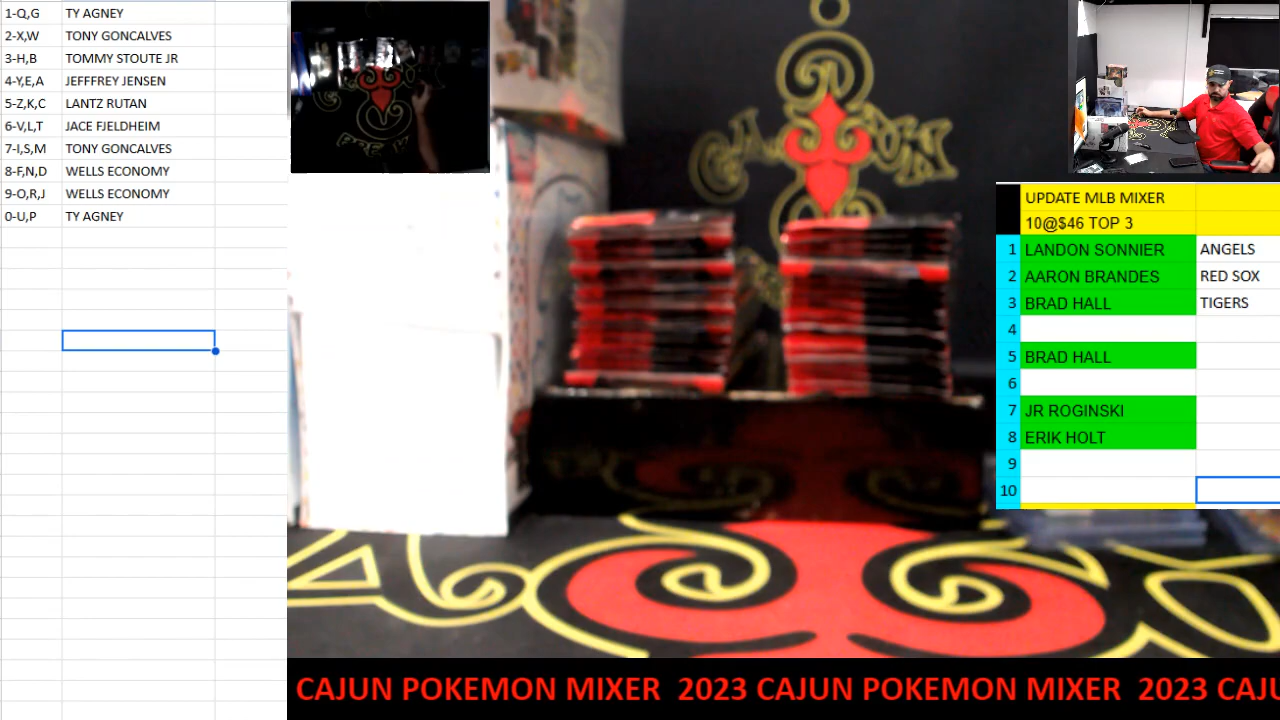 1-Q,G TY AGNEY
2-X,W TONY GONCALVES
3-H,B TOMMY STOUTE JR
4-Y,E,A JEFFFREY JENSEN
5-Z,K,C LANTZ RUTAN
6-V,L,T JACE FJELDHEIM
7-I,S,M TONY GONCALVES
8-F,N,D WELLS ECONOMY
9-O,R,J WELLS ECONOMY
0-U,P TY AGNEY
CAJUN
UPDATE MLB MIXER
10@$46 TOP 3
1 LANDON SONNIER ANGELS
2 AARON BRANDES RED SOX
3 BRAD HALL TIGERS
4
5 BRAD HALL
6
7 JR ROGINSKI
8 ERIK HOLT
9
10
CAJUN POKEMON MIXER 2023 CAJUN POKEMON MIXER 2023 CAJU